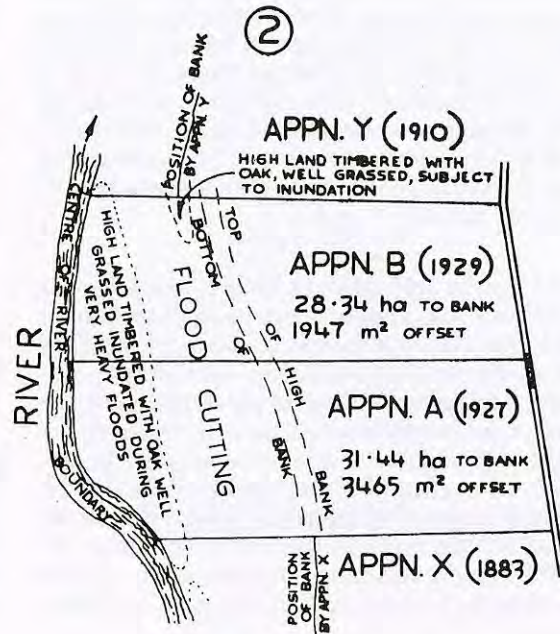 2
POSITION OF BANK
BY APPN. Y
APPN. Y (1910)
HIGH LAND TIMBERED WITH
OAK, WELL GRASSED, SUBJECT
TO INUNDATION
CENTRE OF RIVER
BOUNDARY
RIVER
HIGH LAND TIMBERED WITH OAK WELL
GRASSED INUNDATED DURING
VERY HEAVY FLOODS
FLOOD CUTTING
BOTTOM OF BANK
TOP OF HIGH BANK
APPN. B (1929)
28·34 ha TO BANK
1947 m² OFFSET
APPN. A (1927)
31·44 ha TO BANK
3465 m² OFFSET
POSITION OF BANK
BY APPN. X
APPN. X (1883)